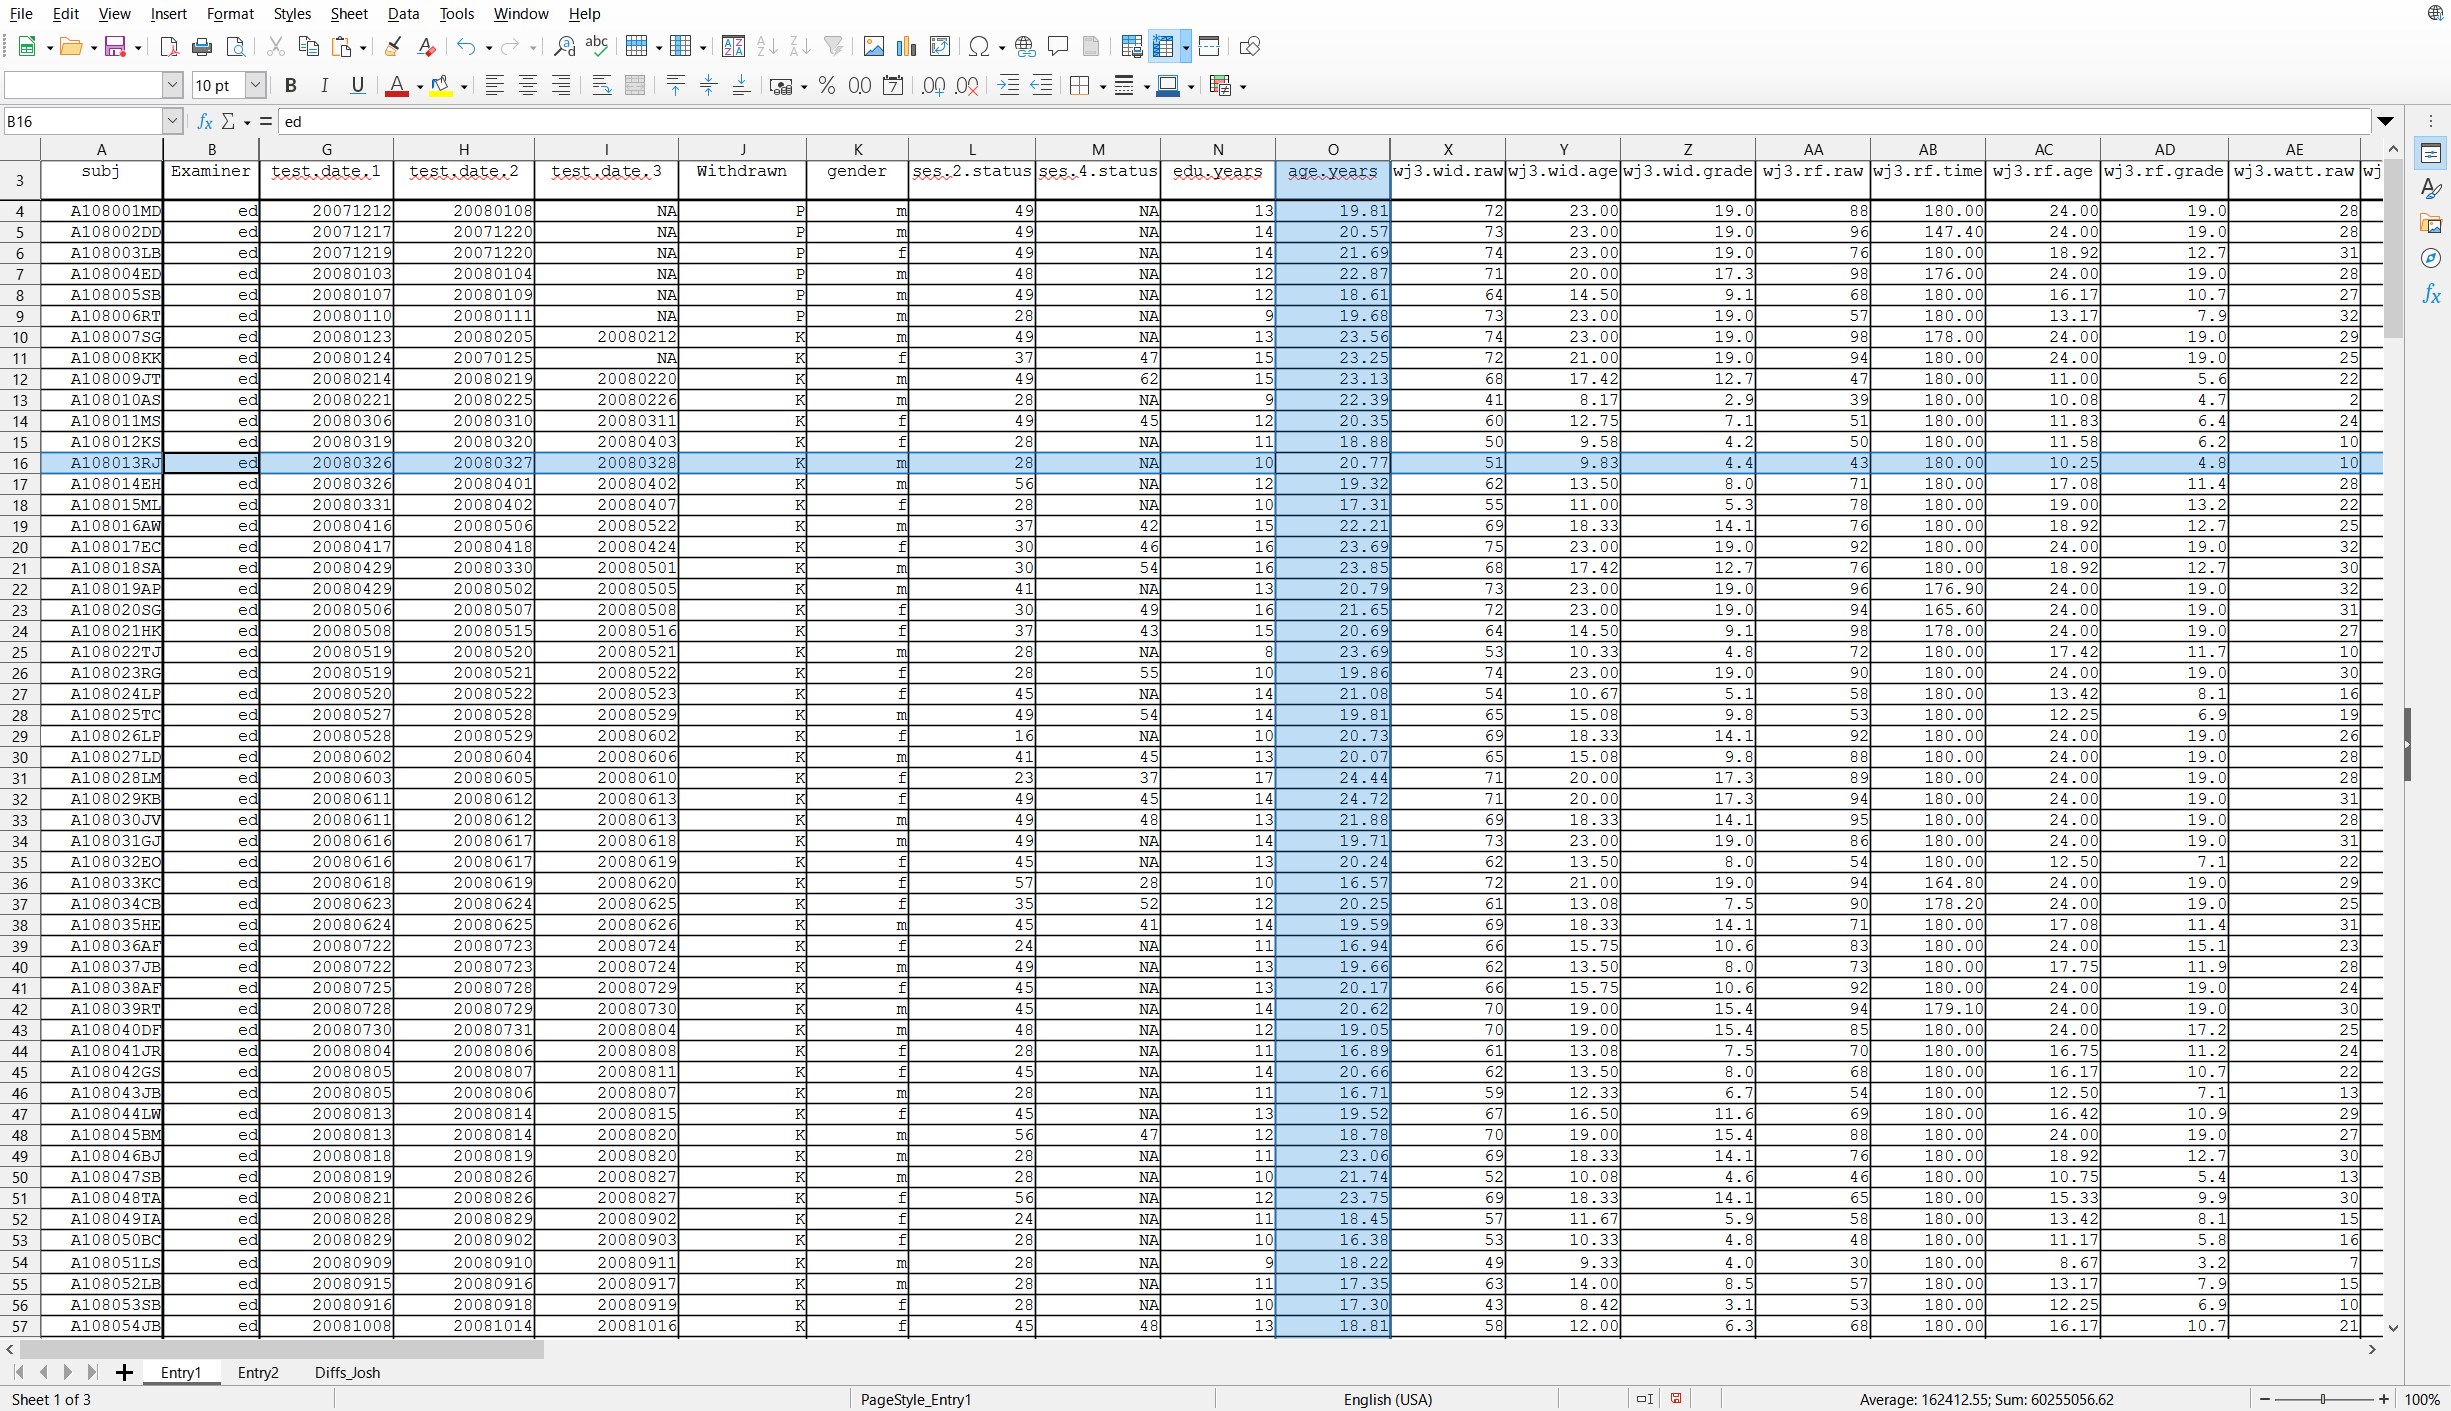 File Edit View Insert Format Styles Sheet Data Tools Window Help
10 pt
B16 ed
A B G H I J K L M N O X Y Z AA AB AC AD AE
3 subj Examiner test.date.1 test.date.2 test.date.3 Withdrawn gender ses.2.status ses.4.status edu.years age.years wj3.wid.raw wj3.wid.age wj3.wid.grade wj3.rf.raw wj3.rf.time wj3.rf.age wj3.rf.grade wj3.watt.raw wj
4 A108001MD ed 20071212 20080108 NA P m 49 NA 13 19.81 72 23.00 19.0 88 180.00 24.00 19.0 28
5 A108002DD ed 20071217 20071220 NA P m 49 NA 14 20.57 73 23.00 19.0 96 147.40 24.00 19.0 28
6 A108003LB ed 20071219 20071220 NA P f 49 NA 14 21.69 74 23.00 19.0 76 180.00 18.92 12.7 31
7 A108004ED ed 20080103 20080104 NA P m 48 NA 12 22.87 71 20.00 17.3 98 176.00 24.00 19.0 28
8 A108005SB ed 20080107 20080109 NA P m 49 NA 12 18.61 64 14.50 9.1 68 180.00 16.17 10.7 27
9 A108006RT ed 20080110 20080111 NA P m 28 NA 9 19.68 73 23.00 19.0 57 180.00 13.17 7.9 32
10 A108007SG ed 20080123 20080205 20080212 K m 49 NA 13 23.56 74 23.00 19.0 98 178.00 24.00 19.0 29
11 A108008KK ed 20080124 20070125 NA K f 37 47 15 23.25 72 21.00 19.0 94 180.00 24.00 19.0 25
12 A108009JT ed 20080214 20080219 20080220 K m 49 62 15 23.13 68 17.42 12.7 47 180.00 11.00 5.6 22
13 A108010AS ed 20080221 20080225 20080226 K m 28 NA 9 22.39 41 8.17 2.9 39 180.00 10.08 4.7 2
14 A108011MS ed 20080306 20080310 20080311 K f 49 45 12 20.35 60 12.75 7.1 51 180.00 11.83 6.4 24
15 A108012KS ed 20080319 20080320 20080403 K f 28 NA 11 18.88 50 9.58 4.2 50 180.00 11.58 6.2 10
16 A108013RJ ed 20080326 20080327 20080328 K m 28 NA 10 20.77 51 9.83 4.4 43 180.00 10.25 4.8 10
17 A108014EH ed 20080326 20080401 20080402 K m 56 NA 12 19.32 62 13.50 8.0 71 180.00 17.08 11.4 28
18 A108015ML ed 20080331 20080402 20080407 K f 28 NA 10 17.31 55 11.00 5.3 78 180.00 19.00 13.2 22
19 A108016AW ed 20080416 20080506 20080522 K m 37 42 15 22.21 69 18.33 14.1 76 180.00 18.92 12.7 25
20 A108017EC ed 20080417 20080418 20080424 K f 30 46 16 23.69 75 23.00 19.0 92 180.00 24.00 19.0 32
21 A108018SA ed 20080429 20080330 20080501 K m 30 54 16 23.85 68 17.42 12.7 76 180.00 18.92 12.7 30
22 A108019AP ed 20080429 20080502 20080505 K m 41 NA 13 20.79 73 23.00 19.0 96 176.90 24.00 19.0 32
23 A108020SG ed 20080506 20080507 20080508 K f 30 49 16 21.65 72 23.00 19.0 94 165.60 24.00 19.0 31
24 A108021HK ed 20080508 20080515 20080516 K f 37 43 15 20.69 64 14.50 9.1 98 178.00 24.00 19.0 27
25 A108022TJ ed 20080519 20080520 20080521 K m 28 NA 8 23.69 53 10.33 4.8 72 180.00 17.42 11.7 10
26 A108023RG ed 20080519 20080521 20080522 K f 28 55 10 19.86 74 23.00 19.0 90 180.00 24.00 19.0 30
27 A108024LP ed 20080520 20080522 20080523 K f 45 NA 14 21.08 54 10.67 5.1 58 180.00 13.42 8.1 16
28 A108025TC ed 20080527 20080528 20080529 K m 49 54 14 19.81 65 15.08 9.8 53 180.00 12.25 6.9 19
29 A108026LP ed 20080528 20080529 20080602 K f 16 NA 10 20.73 69 18.33 14.1 92 180.00 24.00 19.0 26
30 A108027LD ed 20080602 20080604 20080606 K m 41 45 13 20.07 65 15.08 9.8 88 180.00 24.00 19.0 28
31 A108028LM ed 20080603 20080605 20080610 K f 23 37 17 24.44 71 20.00 17.3 89 180.00 24.00 19.0 28
32 A108029KB ed 20080611 20080612 20080613 K f 49 45 14 24.72 71 20.00 17.3 94 180.00 24.00 19.0 31
33 A108030JV ed 20080611 20080612 20080613 K m 49 48 13 21.88 69 18.33 14.1 95 180.00 24.00 19.0 28
34 A108031GJ ed 20080616 20080617 20080618 K m 49 NA 14 19.71 73 23.00 19.0 86 180.00 24.00 19.0 31
35 A108032EO ed 20080616 20080617 20080619 K f 45 NA 13 20.24 62 13.50 8.0 54 180.00 12.50 7.1 22
36 A108033KC ed 20080618 20080619 20080620 K f 57 28 10 16.57 72 21.00 19.0 94 164.80 24.00 19.0 29
37 A108034CB ed 20080623 20080624 20080625 K f 35 52 12 20.25 61 13.08 7.5 90 178.20 24.00 19.0 25
38 A108035HE ed 20080624 20080625 20080626 K m 45 41 14 19.59 69 18.33 14.1 71 180.00 17.08 11.4 31
39 A108036AF ed 20080722 20080723 20080724 K f 24 NA 11 16.94 66 15.75 10.6 83 180.00 24.00 15.1 23
40 A108037JB ed 20080722 20080723 20080724 K m 49 NA 13 19.66 62 13.50 8.0 73 180.00 17.75 11.9 28
41 A108038AF ed 20080725 20080728 20080729 K f 45 NA 13 20.17 66 15.75 10.6 92 180.00 24.00 19.0 24
42 A108039RT ed 20080728 20080729 20080730 K m 45 NA 14 20.62 70 19.00 15.4 94 179.10 24.00 19.0 30
43 A108040DF ed 20080730 20080731 20080804 K m 48 NA 12 19.05 70 19.00 15.4 85 180.00 24.00 17.2 25
44 A108041JR ed 20080804 20080806 20080808 K f 28 NA 11 16.89 61 13.08 7.5 70 180.00 16.75 11.2 24
45 A108042GS ed 20080805 20080807 20080811 K f 45 NA 14 20.66 62 13.50 8.0 68 180.00 16.17 10.7 22
46 A108043JB ed 20080805 20080806 20080807 K m 28 NA 11 16.71 59 12.33 6.7 54 180.00 12.50 7.1 13
47 A108044LW ed 20080813 20080814 20080815 K f 45 NA 13 19.52 67 16.50 11.6 69 180.00 16.42 10.9 29
48 A108045BM ed 20080813 20080814 20080820 K m 56 47 12 18.78 70 19.00 15.4 88 180.00 24.00 19.0 27
49 A108046BJ ed 20080818 20080819 20080820 K m 28 NA 11 23.06 69 18.33 14.1 76 180.00 18.92 12.7 30
50 A108047SB ed 20080819 20080826 20080827 K m 28 NA 10 21.74 52 10.08 4.6 46 180.00 10.75 5.4 13
51 A108048TA ed 20080821 20080826 20080827 K f 56 NA 12 23.75 69 18.33 14.1 65 180.00 15.33 9.9 30
52 A108049IA ed 20080828 20080829 20080902 K f 24 NA 11 18.45 57 11.67 5.9 58 180.00 13.42 8.1 15
53 A108050BC ed 20080829 20080902 20080903 K f 28 NA 10 16.38 53 10.33 4.8 48 180.00 11.17 5.8 16
54 A108051LS ed 20080909 20080910 20080911 K m 28 NA 9 18.22 49 9.33 4.0 30 180.00 8.67 3.2 7
55 A108052LB ed 20080915 20080916 20080917 K m 28 NA 11 17.35 63 14.00 8.5 57 180.00 13.17 7.9 15
56 A108053SB ed 20080916 20080918 20080919 K f 28 NA 10 17.30 43 8.42 3.1 53 180.00 12.25 6.9 10
57 A108054JB ed 20081008 20081014 20081016 K f 45 48 13 18.81 58 12.00 6.3 68 180.00 16.17 10.7 21
Entry1 Entry2 Diffs_Josh
Sheet 1 of 3 PageStyle_Entry1 English (USA) Average: 162412.55; Sum: 60255056.62 100%